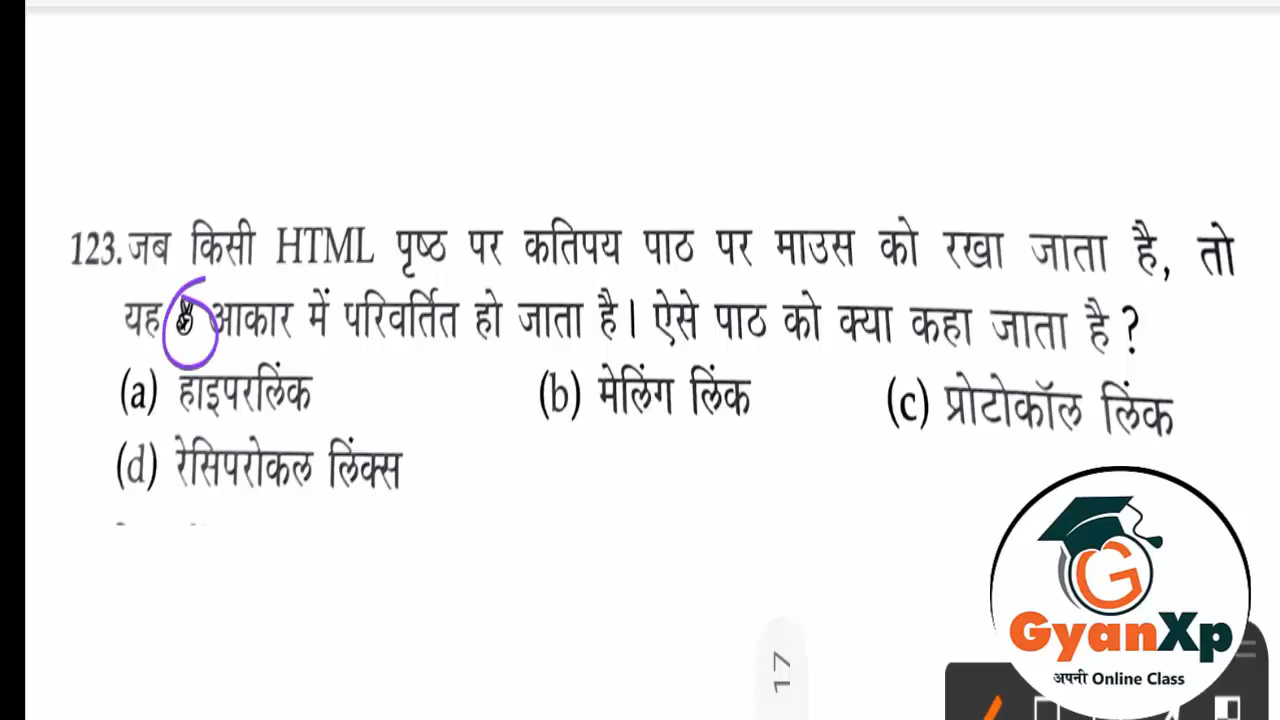 123. जब किसी HTML पृष्ठ पर कतिपय पाठ पर माउस को रखा जाता है, तो
यह ✌ आकार में परिवर्तित हो जाता है। ऐसे पाठ को क्या कहा जाता है ?
(a) हाइपरलिंक (b) मेलिंग लिंक (c) प्रोटोकॉल लिंक
(d) रेसिपरोकल लिंक्स
G
GyanXp
अपनी Online Class
17